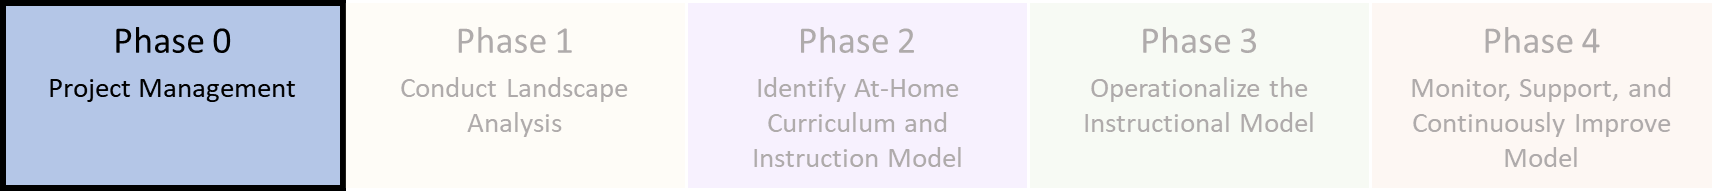 Phase 0
Project Management
Phase 1
Conduct Landscape
Analysis
Phase 2
Identify At-Home
Curriculum and
Instruction Model
Phase 3
Operationalize the
Instructional Model
Phase 4
Monitor, Support, and
Continuously Improve
Model